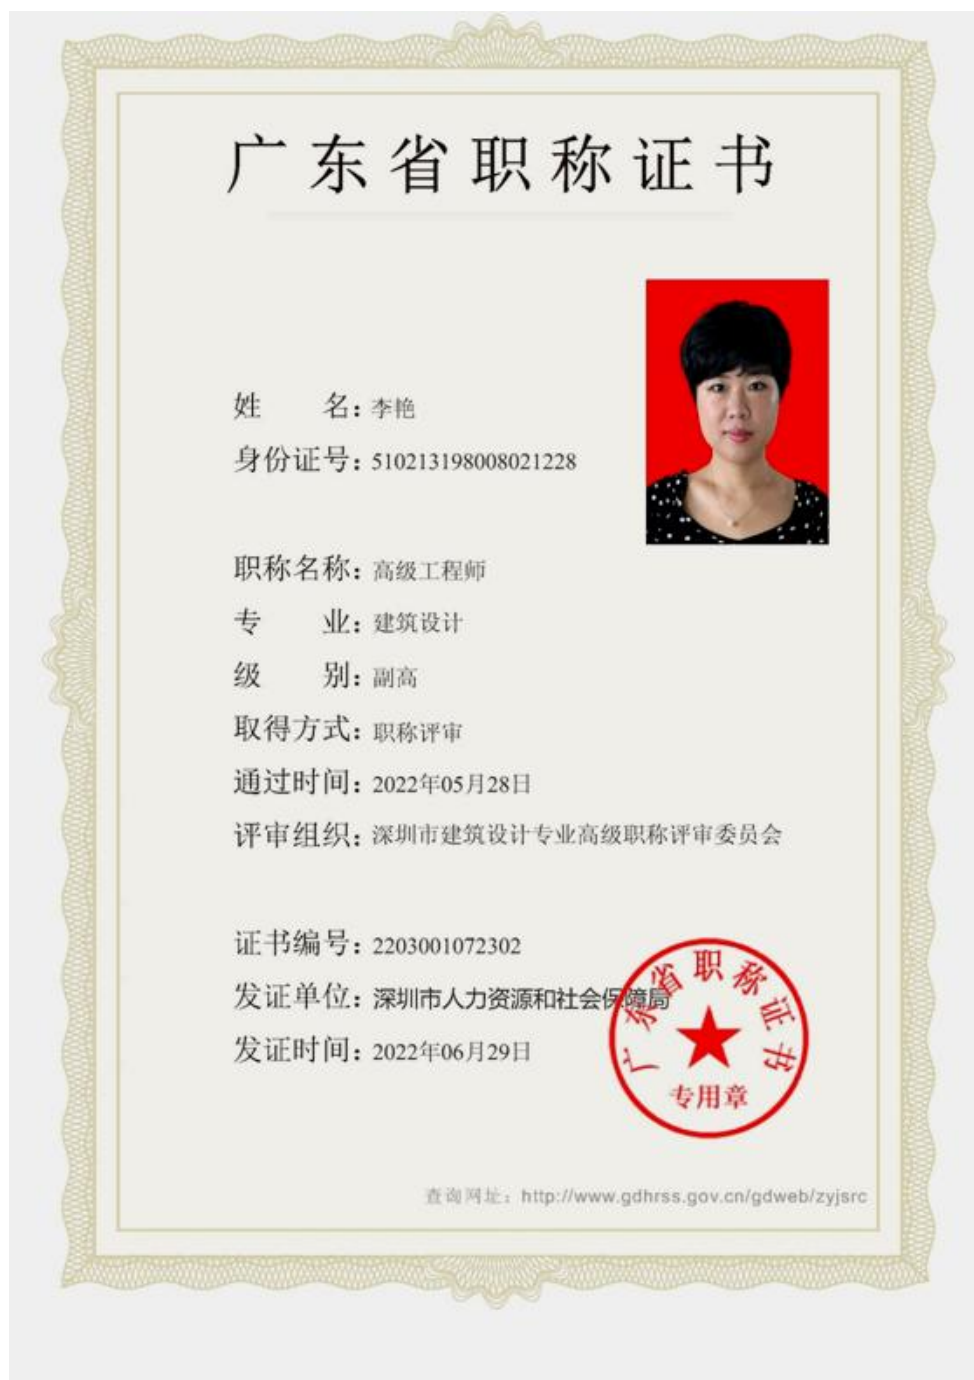 广东省职称证书
姓 名：李艳
身份证号：510213198008021228
职称名称：高级工程师
专 业：建筑设计
级 别：副高
取得方式：职称评审
通过时间：2022年05月28日
评审组织：深圳市建筑设计专业高级职称评审委员会
证书编号：2203001072302
发证单位：深圳市人力资源和社会保障局
发证时间：2022年06月29日
广东省职称证书
专用章
查询网址：http://www.gdhrss.gov.cn/gdweb/zyjsrc